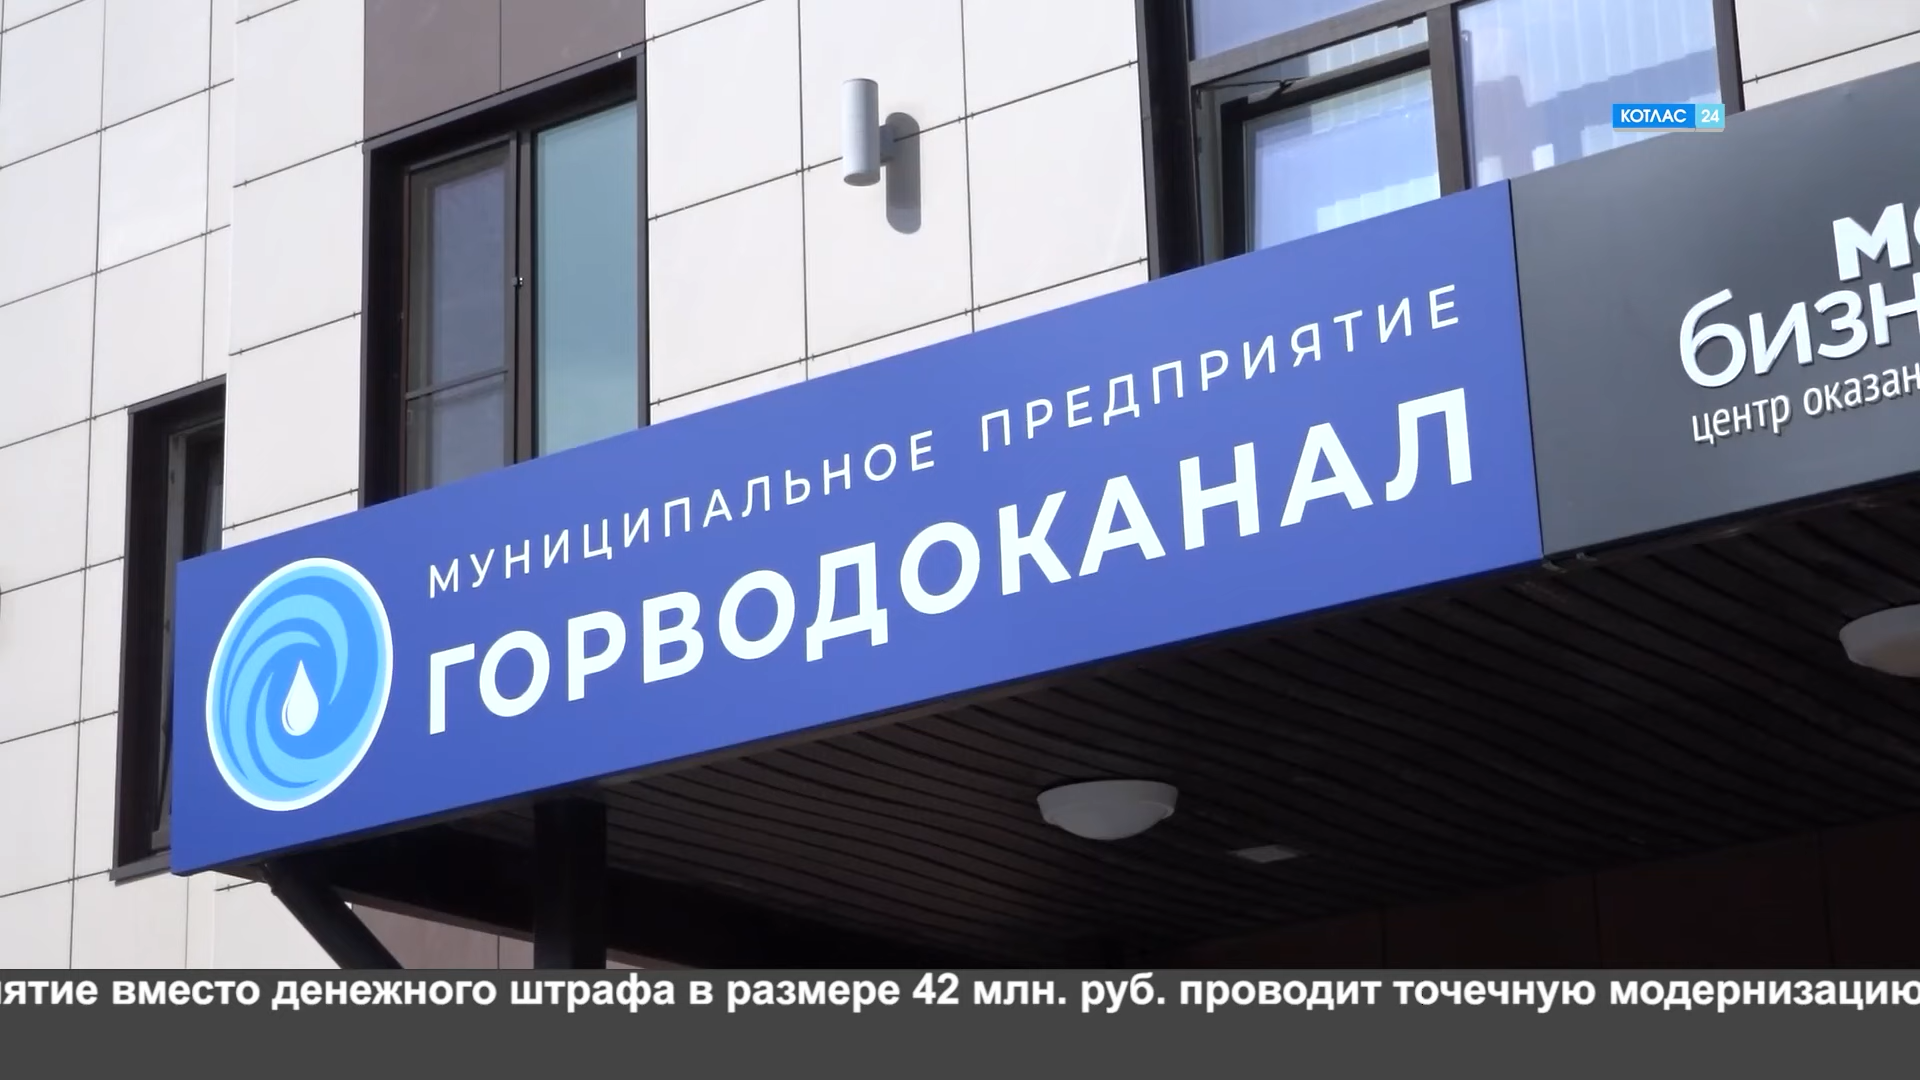 КОТЛАС 24
МУНИЦИПАЛЬНОЕ ПРЕДПРИЯТИЕ
ГОРВОДОКАНАЛ
бизн
центр оказан
ятие вместо денежного штрафа в размере 42 млн. руб. проводит точечную модернизацию